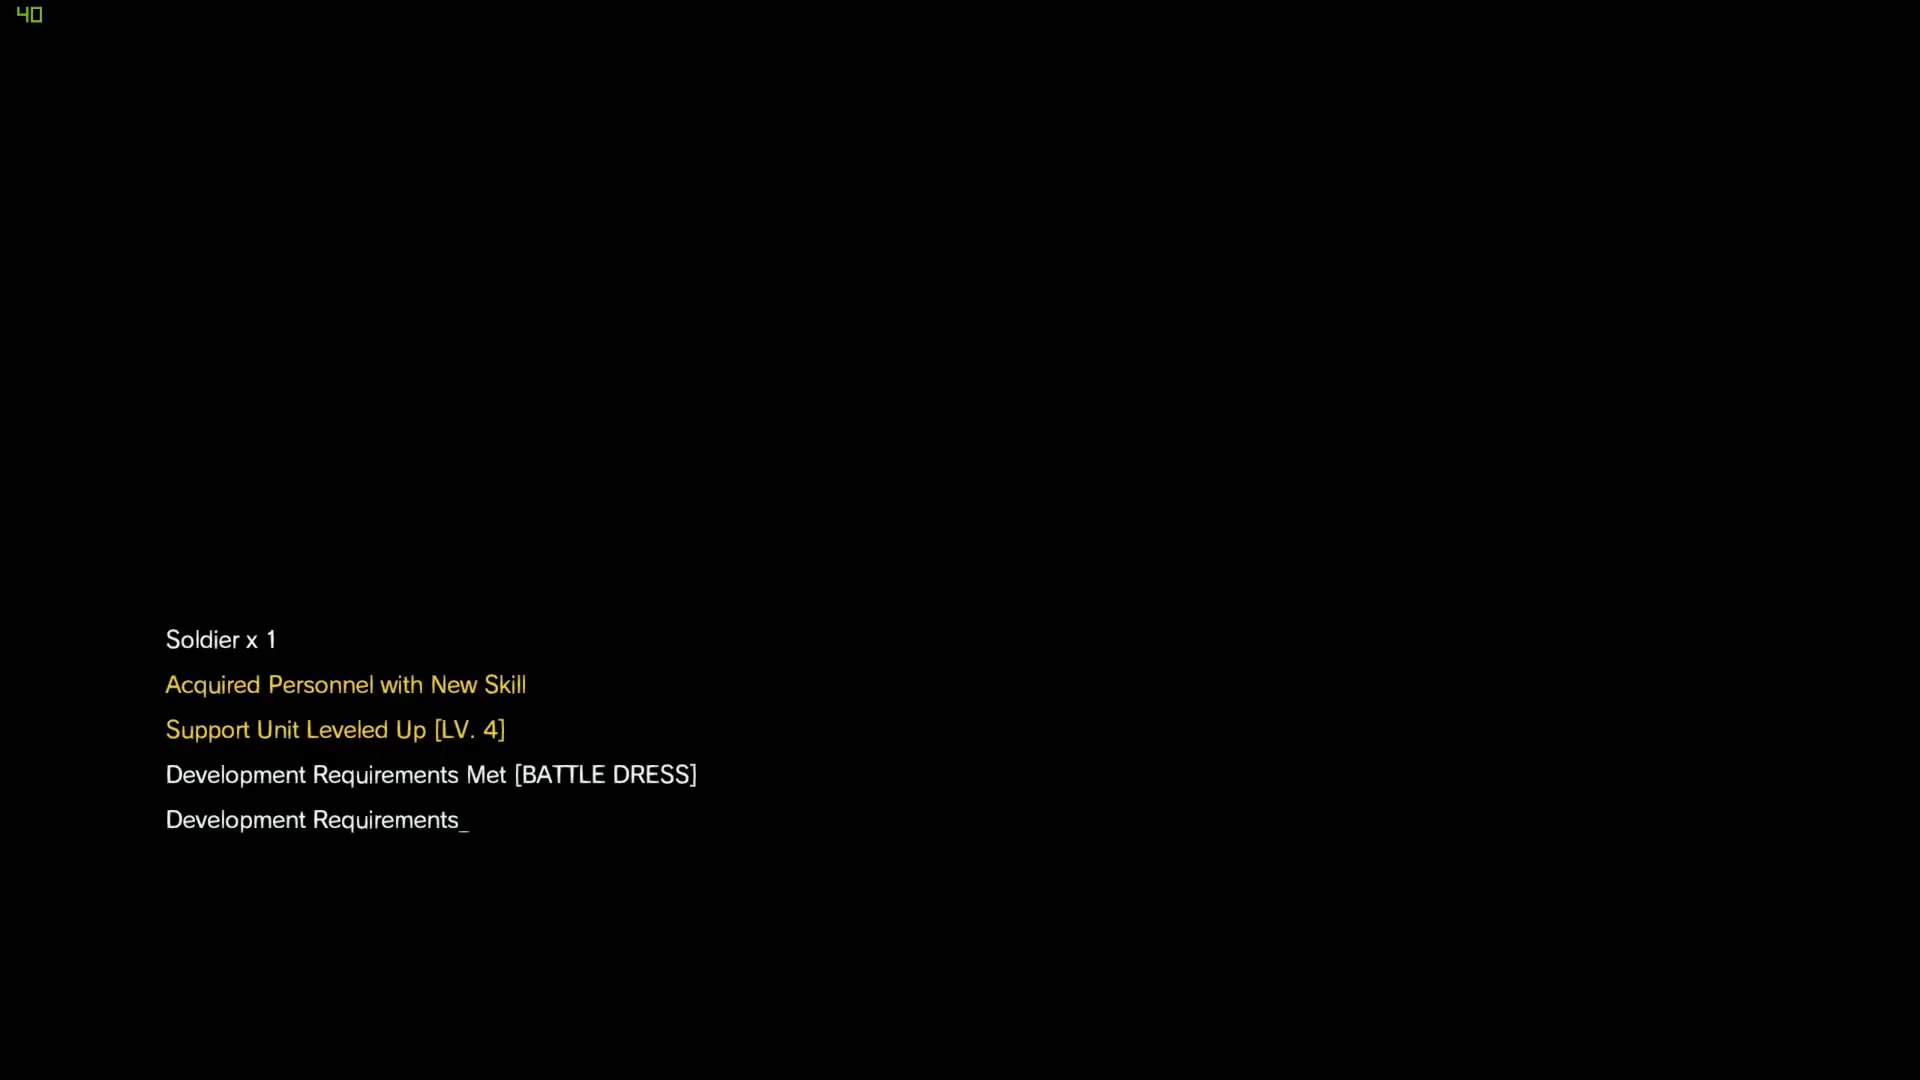 40
Soldier x 1
Acquired Personnel with New Skill
Support Unit Leveled Up [LV. 4]
Development Requirements Met [BATTLE DRESS]
Development Requirements_